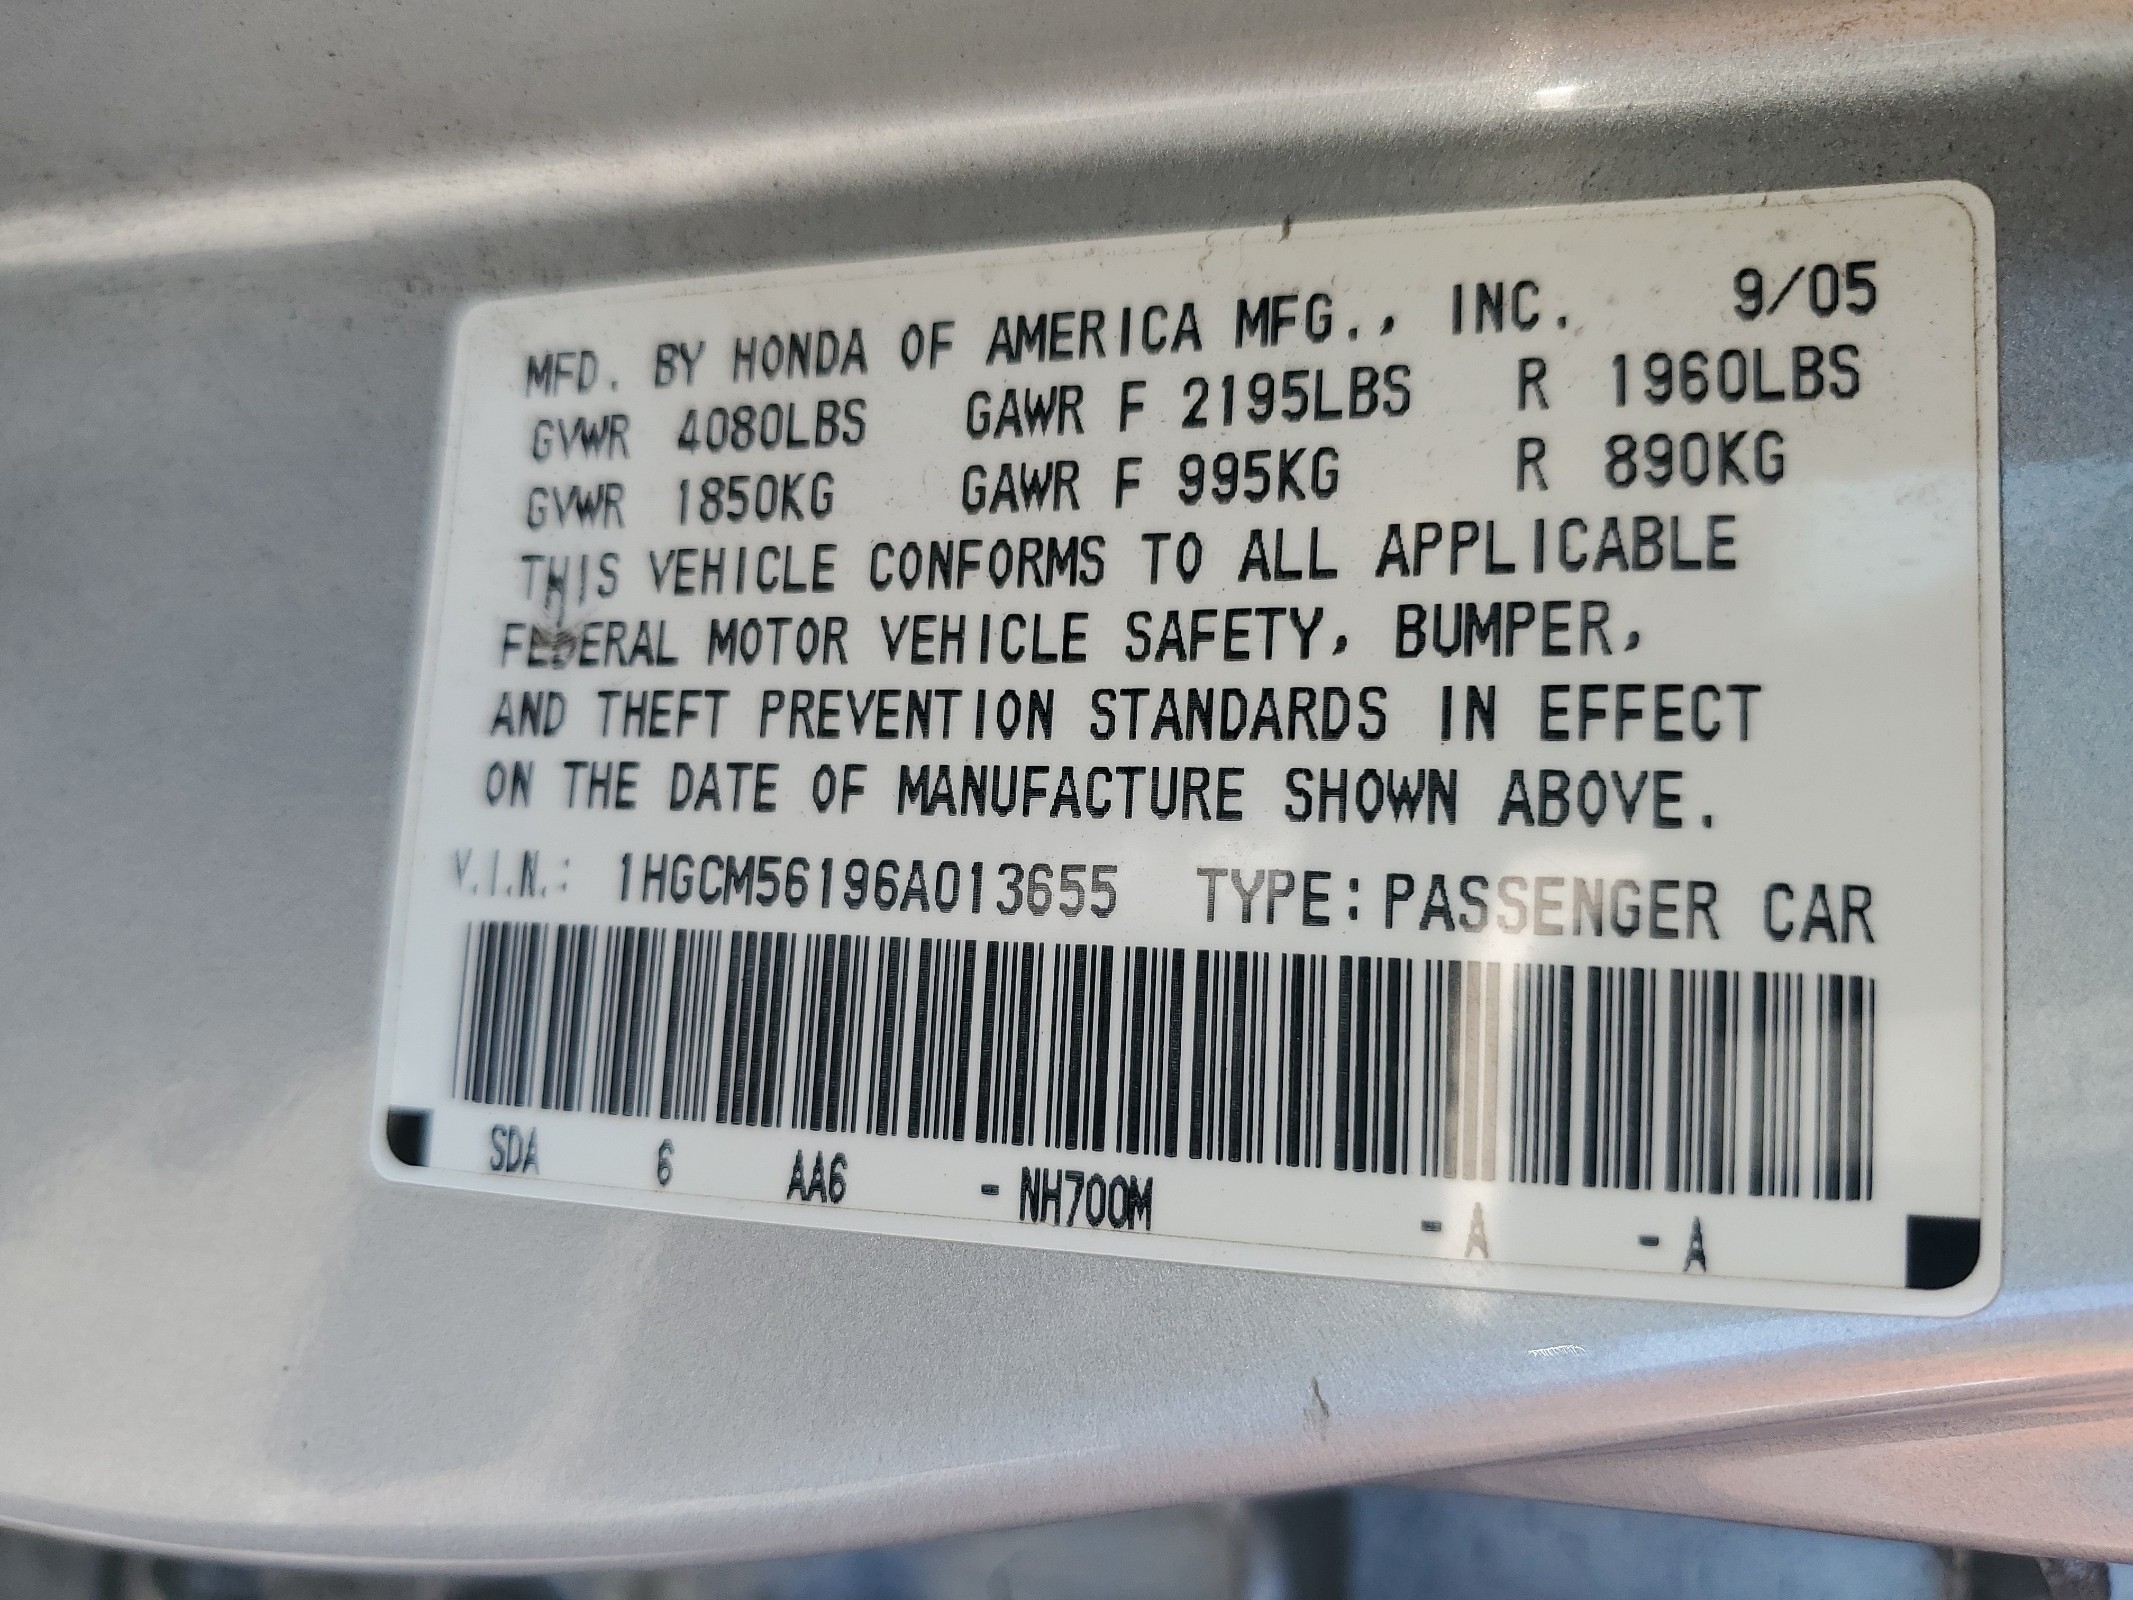 MFD. BY HONDA OF AMERICA MFG., INC. 9/05
GVWR 4080LBS GAWR F 2195LBS R 1960LBS
GVWR 1850KG GAWR F 995KG R 890KG
THIS VEHICLE CONFORMS TO ALL APPLICABLE
FEDERAL MOTOR VEHICLE SAFETY, BUMPER,
AND THEFT PREVENTION STANDARDS IN EFFECT
ON THE DATE OF MANUFACTURE SHOWN ABOVE.
V.I.N.: 1HGCM56196A013655 TYPE: PASSENGER CAR
SDA 6 AA6 - NH700M - A - A